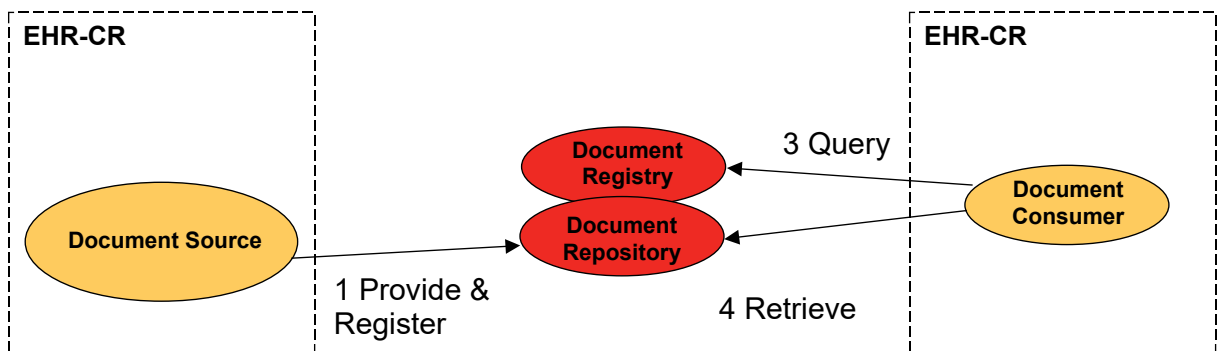 EHR-CR
EHR-CR
Document
Registry
3 Query
Document
Consumer
Document Source
Document
Repository
1 Provide &
Register
4 Retrieve